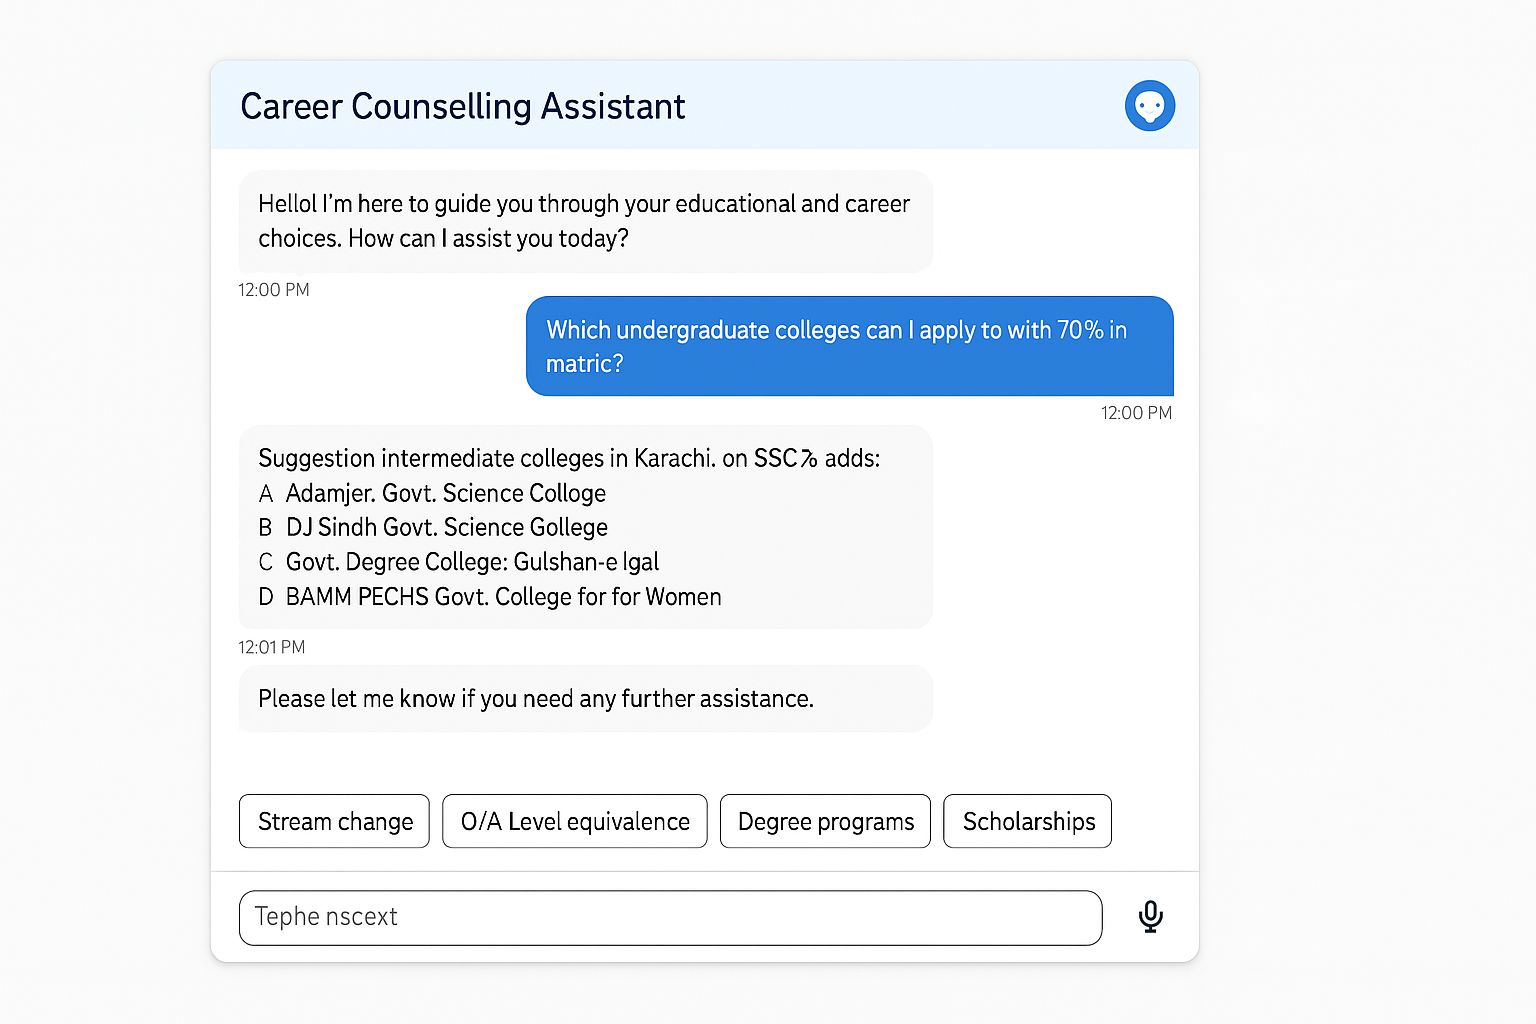 Career Counselling Assistant
Hellol I'm here to guide you through your educational and career
choices. How can I assist you today?
12:00 PM
Which undergraduate colleges can I apply to with 70% in
matric?
12:00 PM
Suggestion intermediate colleges in Karachi. on SSC% adds:
A Adamjer. Govt. Science Colloge
B DJ Sindh Govt. Science Gollege
C Govt. Degree College: Gulshan-e Igal
D BAMM PECHS Govt. College for for Women
12:01 PM
Please let me know if you need any further assistance.
Stream change O/A Level equivalence Degree programs Scholarships
Tephe nscext